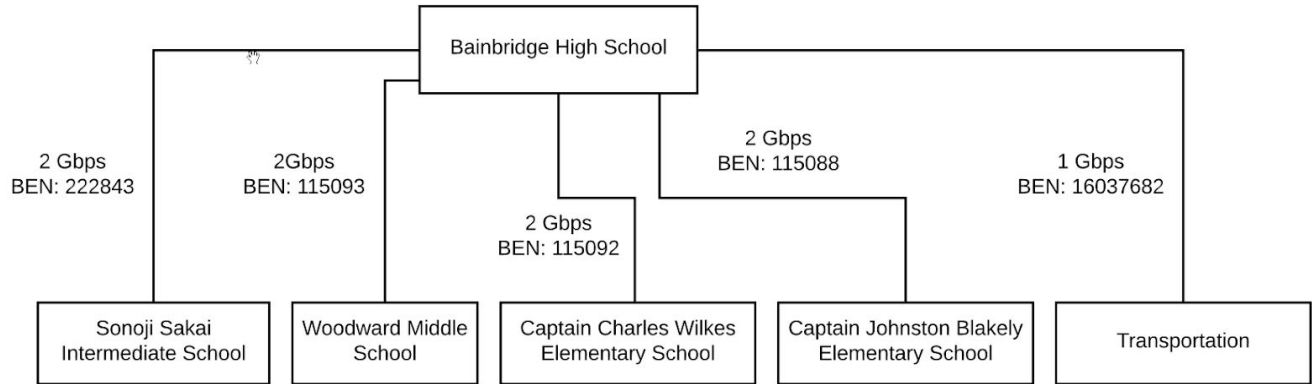 Bainbridge High School
2 Gbps
BEN: 222843
2Gbps
BEN: 115093
2 Gbps
BEN: 115092
2 Gbps
BEN: 115088
1 Gbps
BEN: 16037682
Sonoji Sakai
Intermediate School
Woodward Middle
School
Captain Charles Wilkes
Elementary School
Captain Johnston Blakely
Elementary School
Transportation